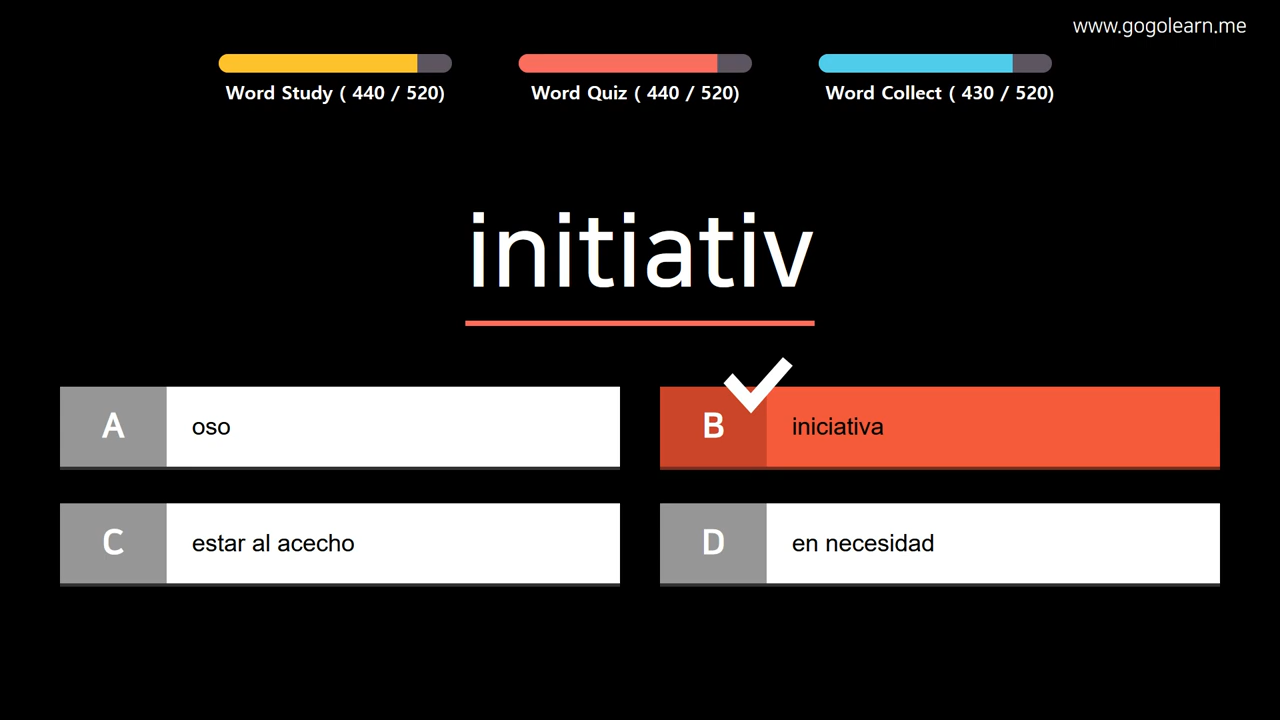 www.gogolearn.me
Word Study ( 440 / 520)
Word Quiz ( 440 / 520)
Word Collect ( 430 / 520)
initiativ
A oso
B iniciativa
C estar al acecho
D en necesidad